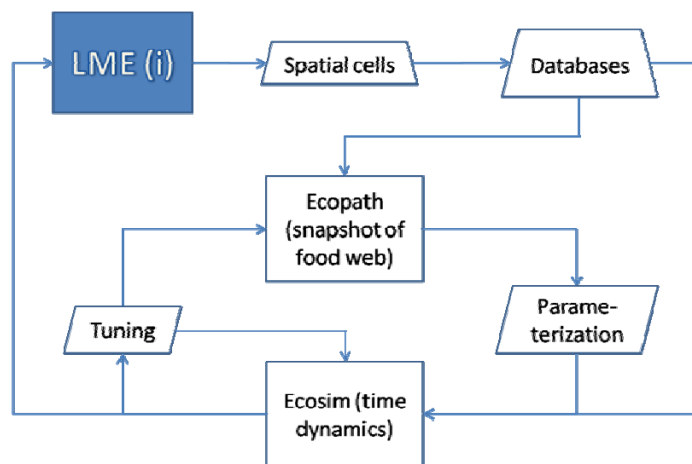 LME (i)
Spatial cells
Databases
Ecopath
(snapshot of
food web)
Tuning
Parame-
terization
Ecosim (time
dynamics)